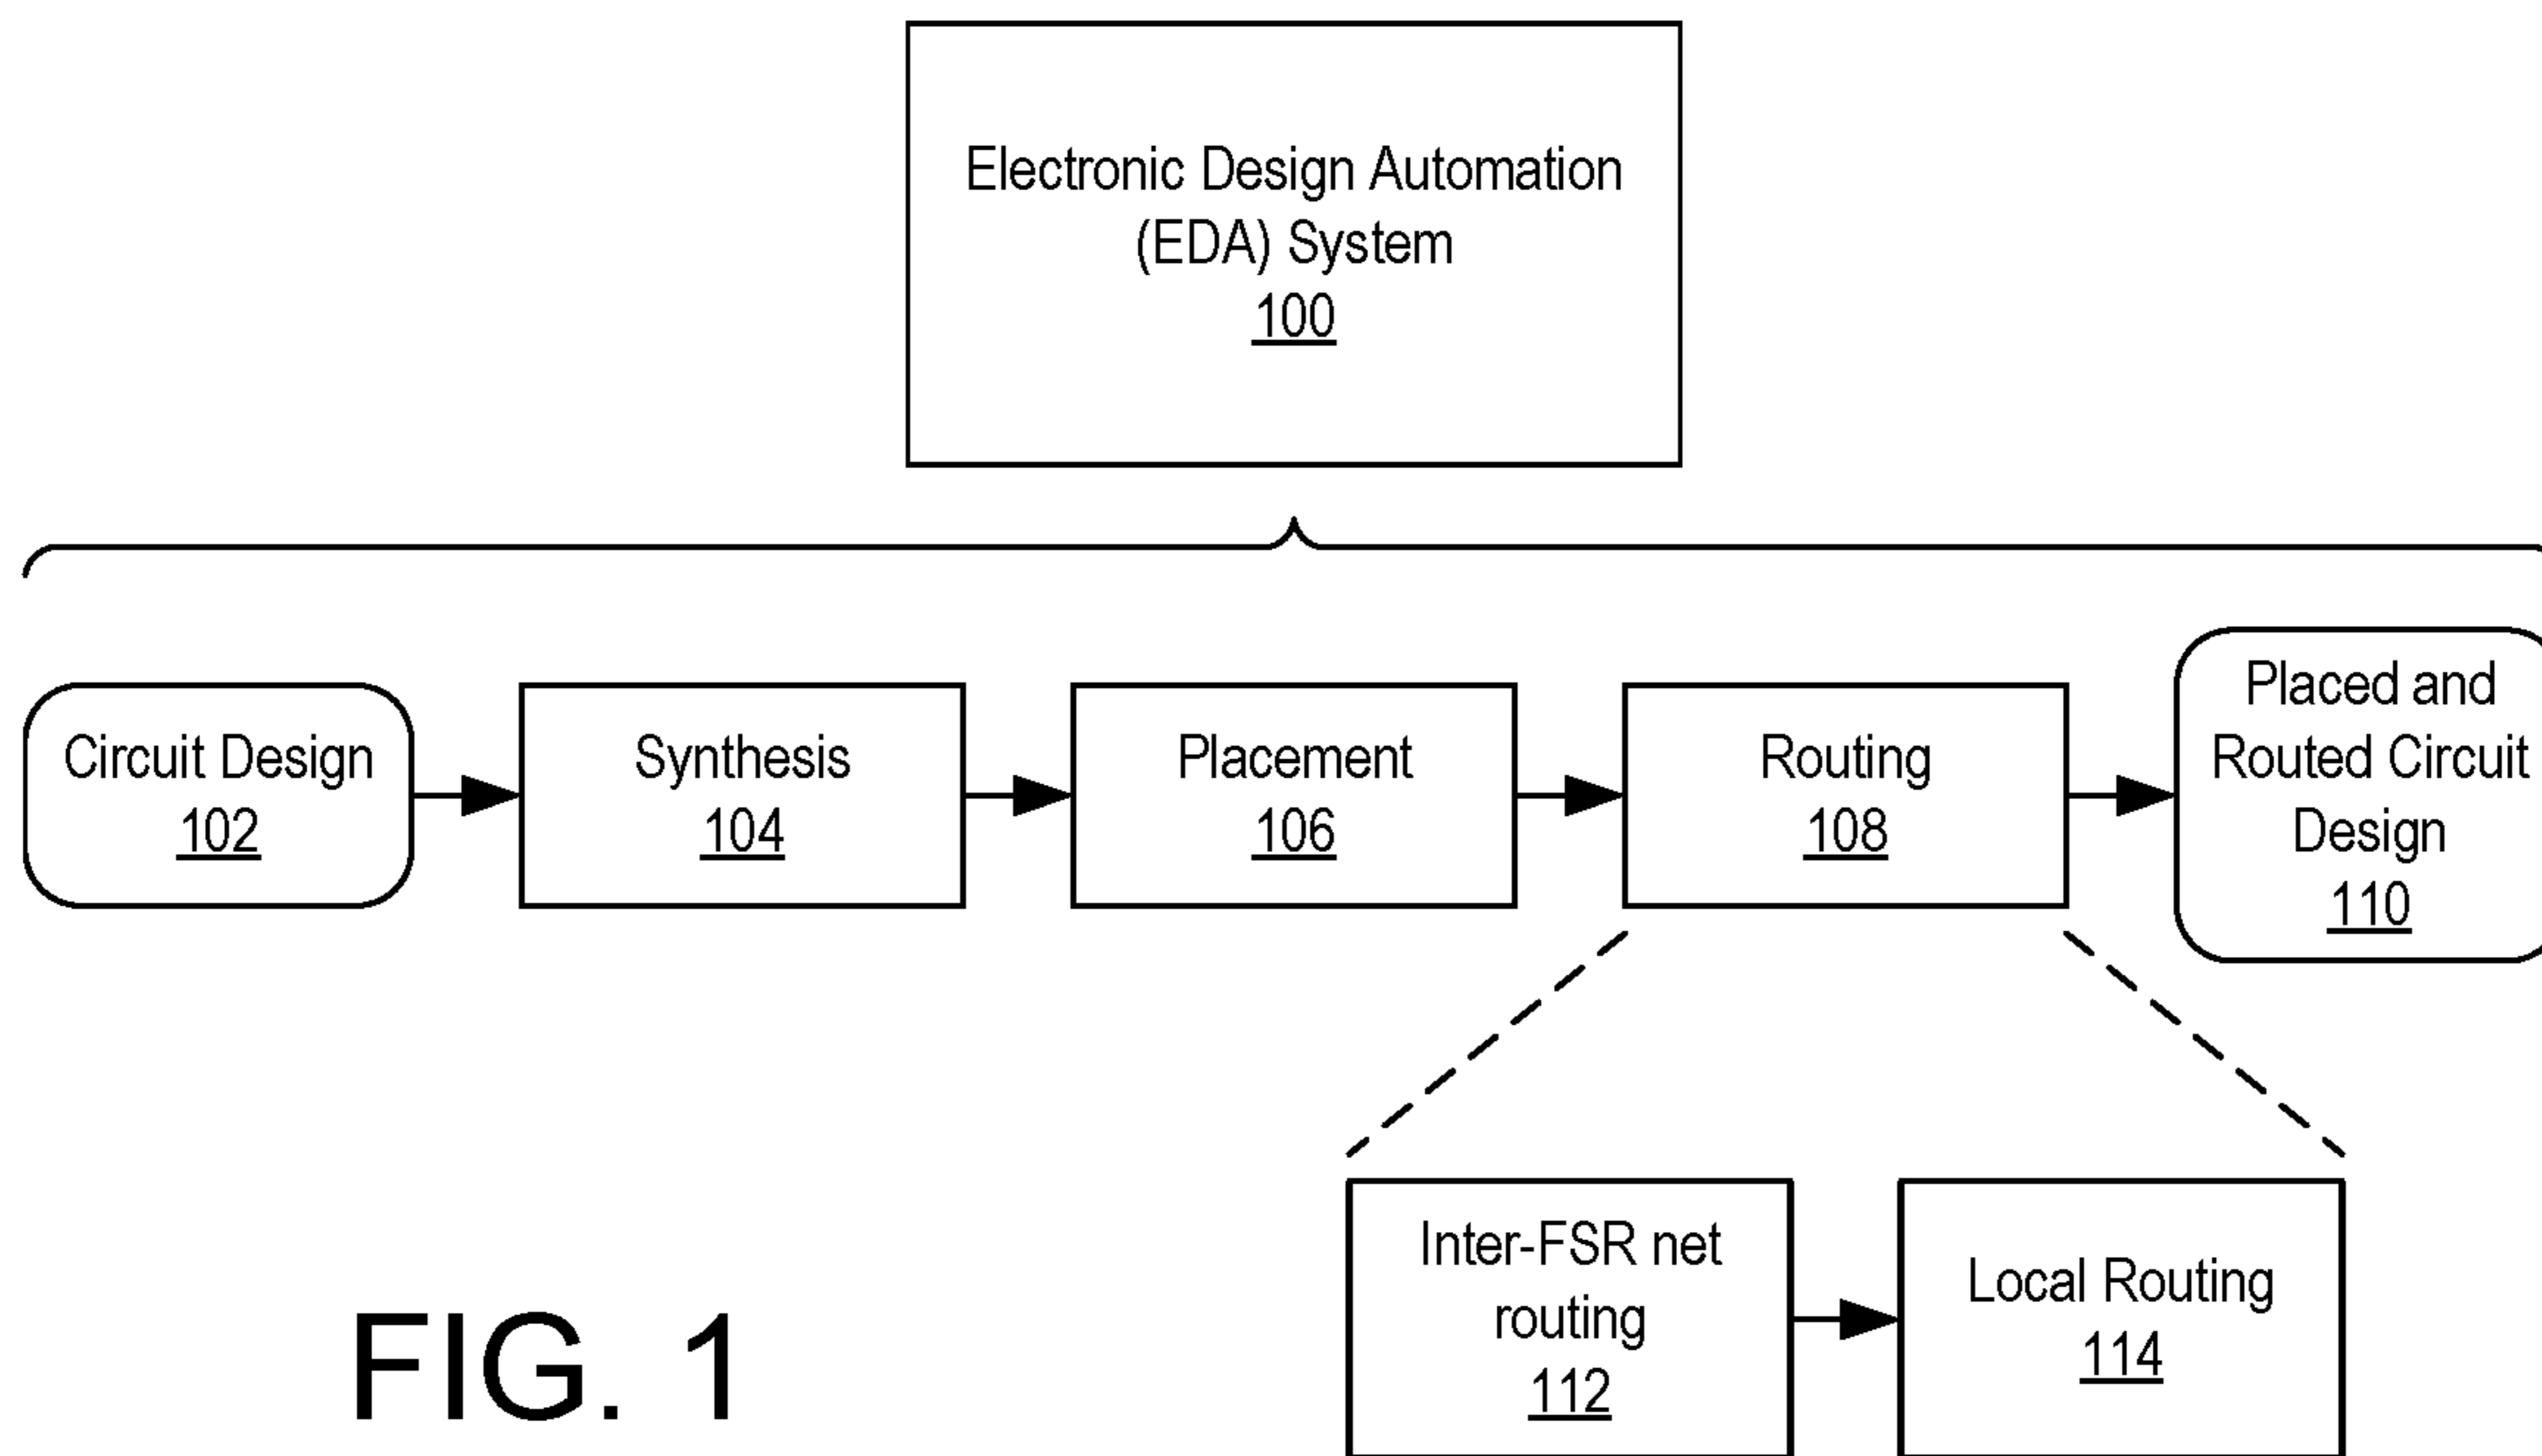 Electronic Design Automation
(EDA) System
100
Circuit Design
102
Synthesis
104
Placement
106
Routing
108
Placed and
Routed Circuit
Design
110
Inter-FSR net
routing
112
Local Routing
114
FIG. 1